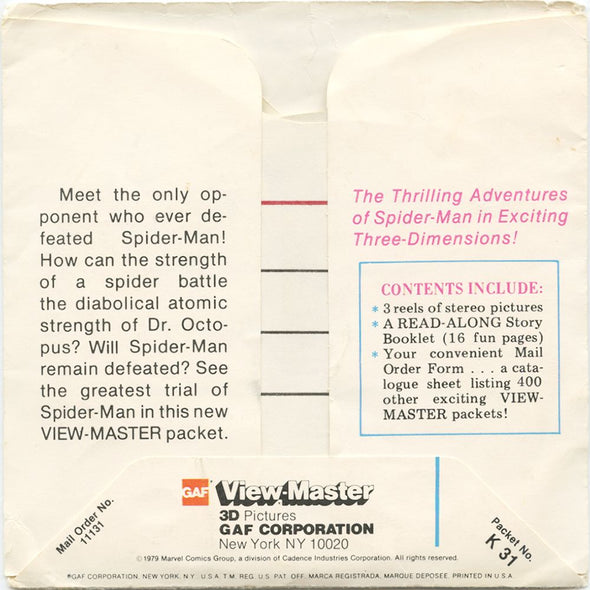 Meet the only op-
ponent who ever de-
feated Spider-Man!
How can the strength
of a spider battle
the diabolical atomic
strength of Dr. Octo-
pus? Will Spider-Man
remain defeated? See
the greatest trial of
Spider-Man in this new
VIEW-MASTER packet.
The Thrilling Adventures
of Spider-Man in Exciting
Three-Dimensions!
CONTENTS INCLUDE:
* 3 reels of stereo pictures
* A READ-ALONG Story
Booklet (16 fun pages)
* Your convenient Mail
Order Form . . . a cata-
logue sheet listing 400
other exciting VIEW-
MASTER packets!
Mail Order No.
11131
GAF View-Master
3D Pictures
GAF CORPORATION
New York NY 10020
Packet No.
K 31
© 1979 Marvel Comics Group, a division of Cadence Industries Corporation. All rights reserved.
®GAF CORPORATION, NEW YORK, N.Y. U.S.A. T.M. REG. U.S. PAT. OFF. MARCA REGISTRADA. MARQUE DEPOSEE. PRINTED IN U.S.A.